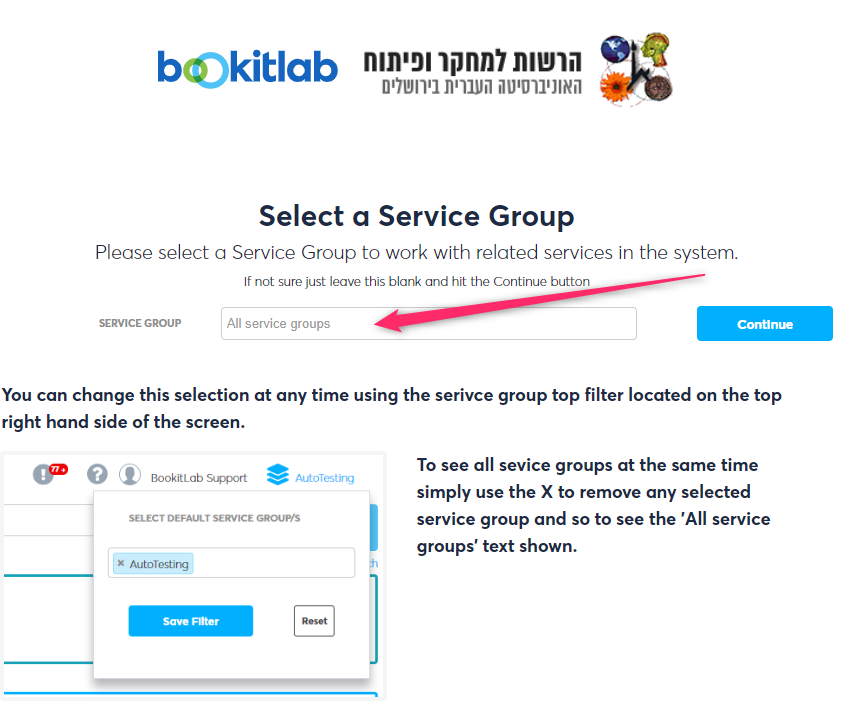 bookitlab
הרשות למחקר ופיתוח
האוניברסיטה העברית בירושלים
Select a Service Group
Please select a Service Group to work with related services in the system.
If not sure just leave this blank and hit the Continue button
SERVICE GROUP
All service groups
Continue
You can change this selection at any time using the serivce group top filter located on the top
right hand side of the screen.
77+
?
BookitLab Support
AutoTesting
SELECT DEFAULT SERVICE GROUP/S
× AutoTesting
ch
Save Filter
Reset
To see all sevice groups at the same time
simply use the X to remove any selected
service group and so to see the 'All service
groups' text shown.